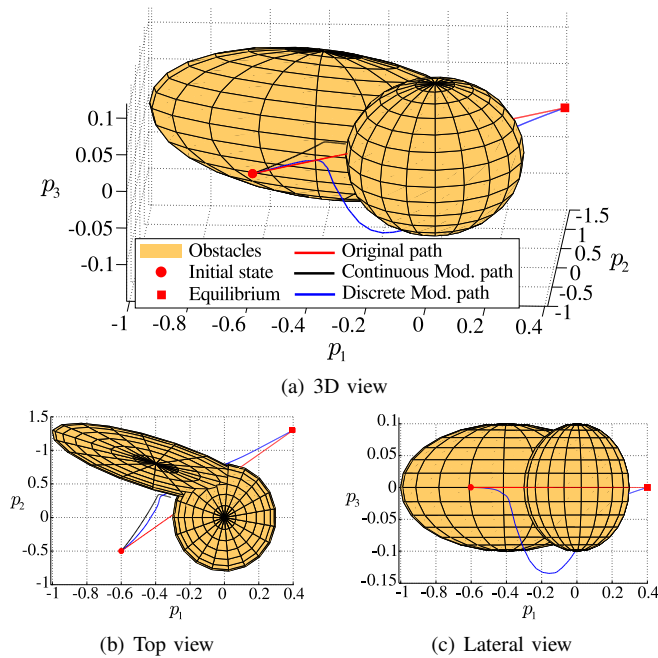 0.1
0.05
0
-0.05
-0.1
p3
-1
-0.8
-0.6
-0.4
-0.2
0
0.2
0.4
p1
-1.5
1
0.5
0
-0.5
-1
p2
Obstacles
Initial state
Equilibrium
Original path
Continuous Mod. path
Discrete Mod. path
(a) 3D view
1.5
-1
0.5
0
-0.5
-1
p2
-1 -0.8 -0.6 -0.4 -0.2 0 0.2 0.4
p1
(b) Top view
0.10
0.05
0
-0.05
-0.1
-0.15
p3
-1 -0.8 -0.6 -0.4 -0.2 0 0.2 0.4
p1
(c) Lateral view